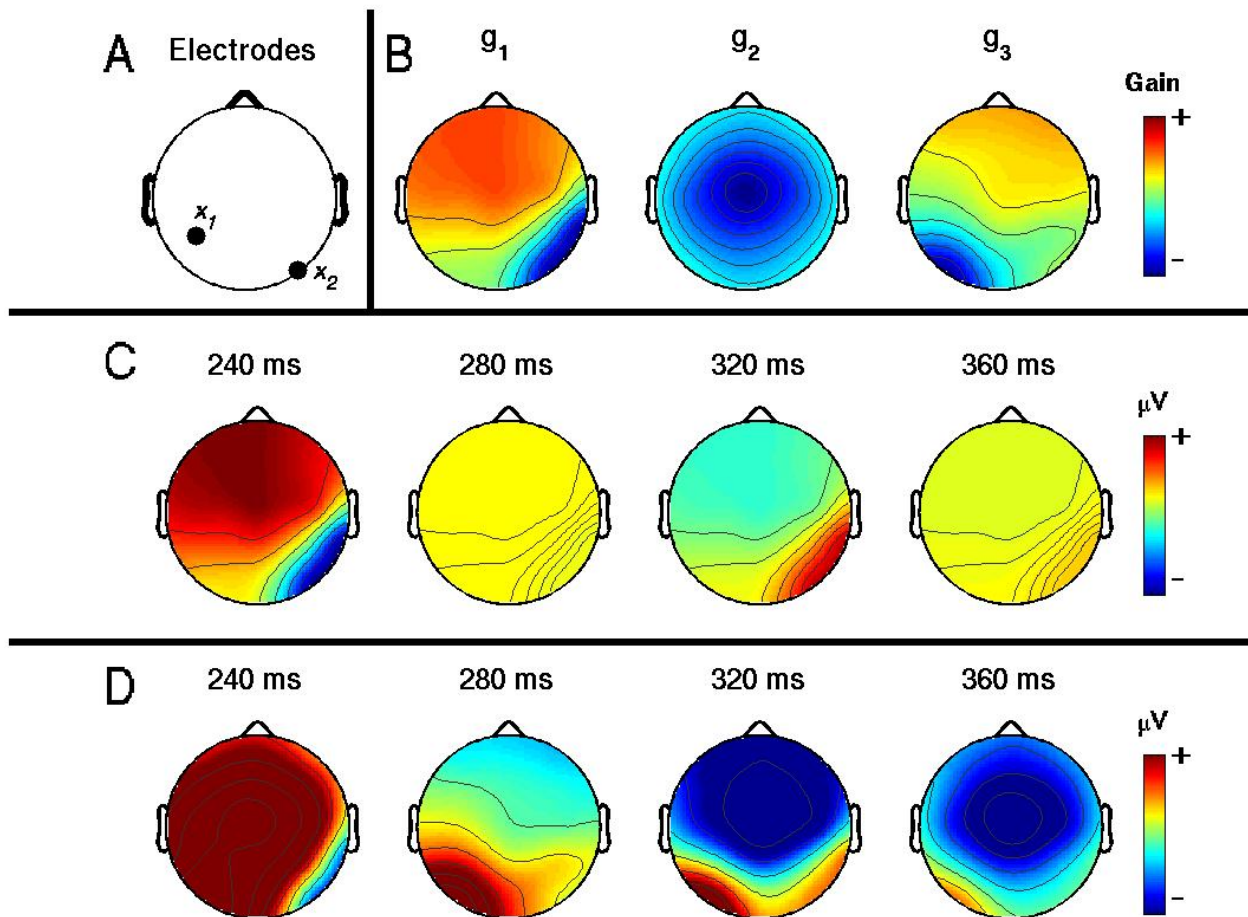 A Electrodes
x1
x2
B g1 g2 g3
Gain
+
-
C 240 ms 280 ms 320 ms 360 ms
μV
+
-
D 240 ms 280 ms 320 ms 360 ms
μV
+
-